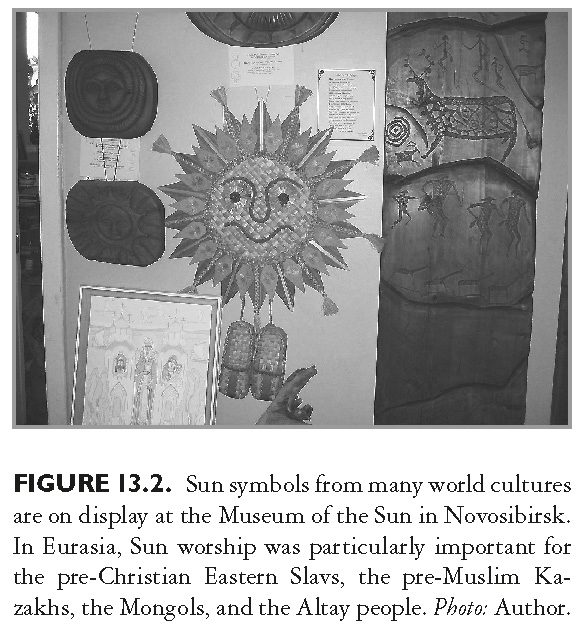 FIGURE 13.2. Sun symbols from many world cultures
are on display at the Museum of the Sun in Novosibirsk.
In Eurasia, Sun worship was particularly important for
the pre-Christian Eastern Slavs, the pre-Muslim Ka-
zakhs, the Mongols, and the Altay people. Photo: Author.